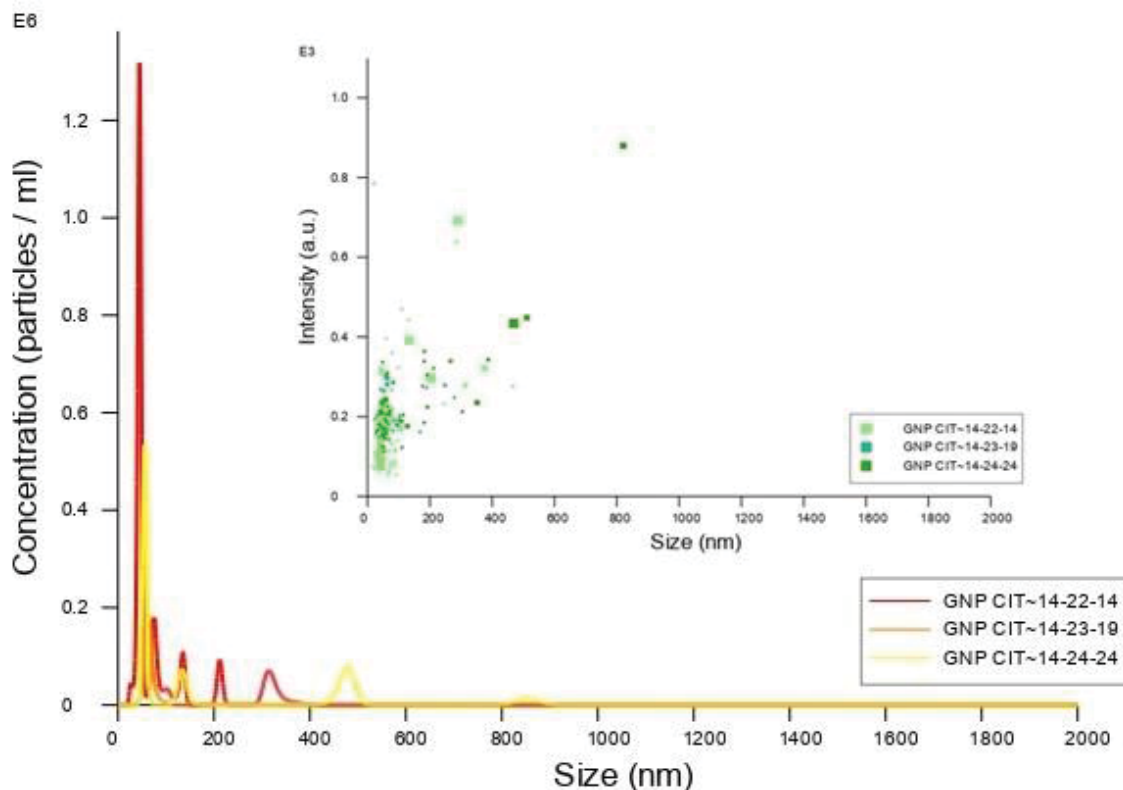 E6
Concentration (particles / ml)
1.2
1.0
0.8
0.6
0.4
0.2
0
0 200 400 600 800 1000 1200 1400 1600 1800 2000
Size (nm)
E3
Intensity (a.u.)
1.0
0.8
0.6
0.4
0.2
0
0 200 400 600 800 1000 1200 1400 1600 1800 2000
Size (nm)
GNP CIT~14-22-14
GNP CIT~14-23-19
GNP CIT~14-24-24
GNP CIT~14-22-14
GNP CIT~14-23-19
GNP CIT~14-24-24